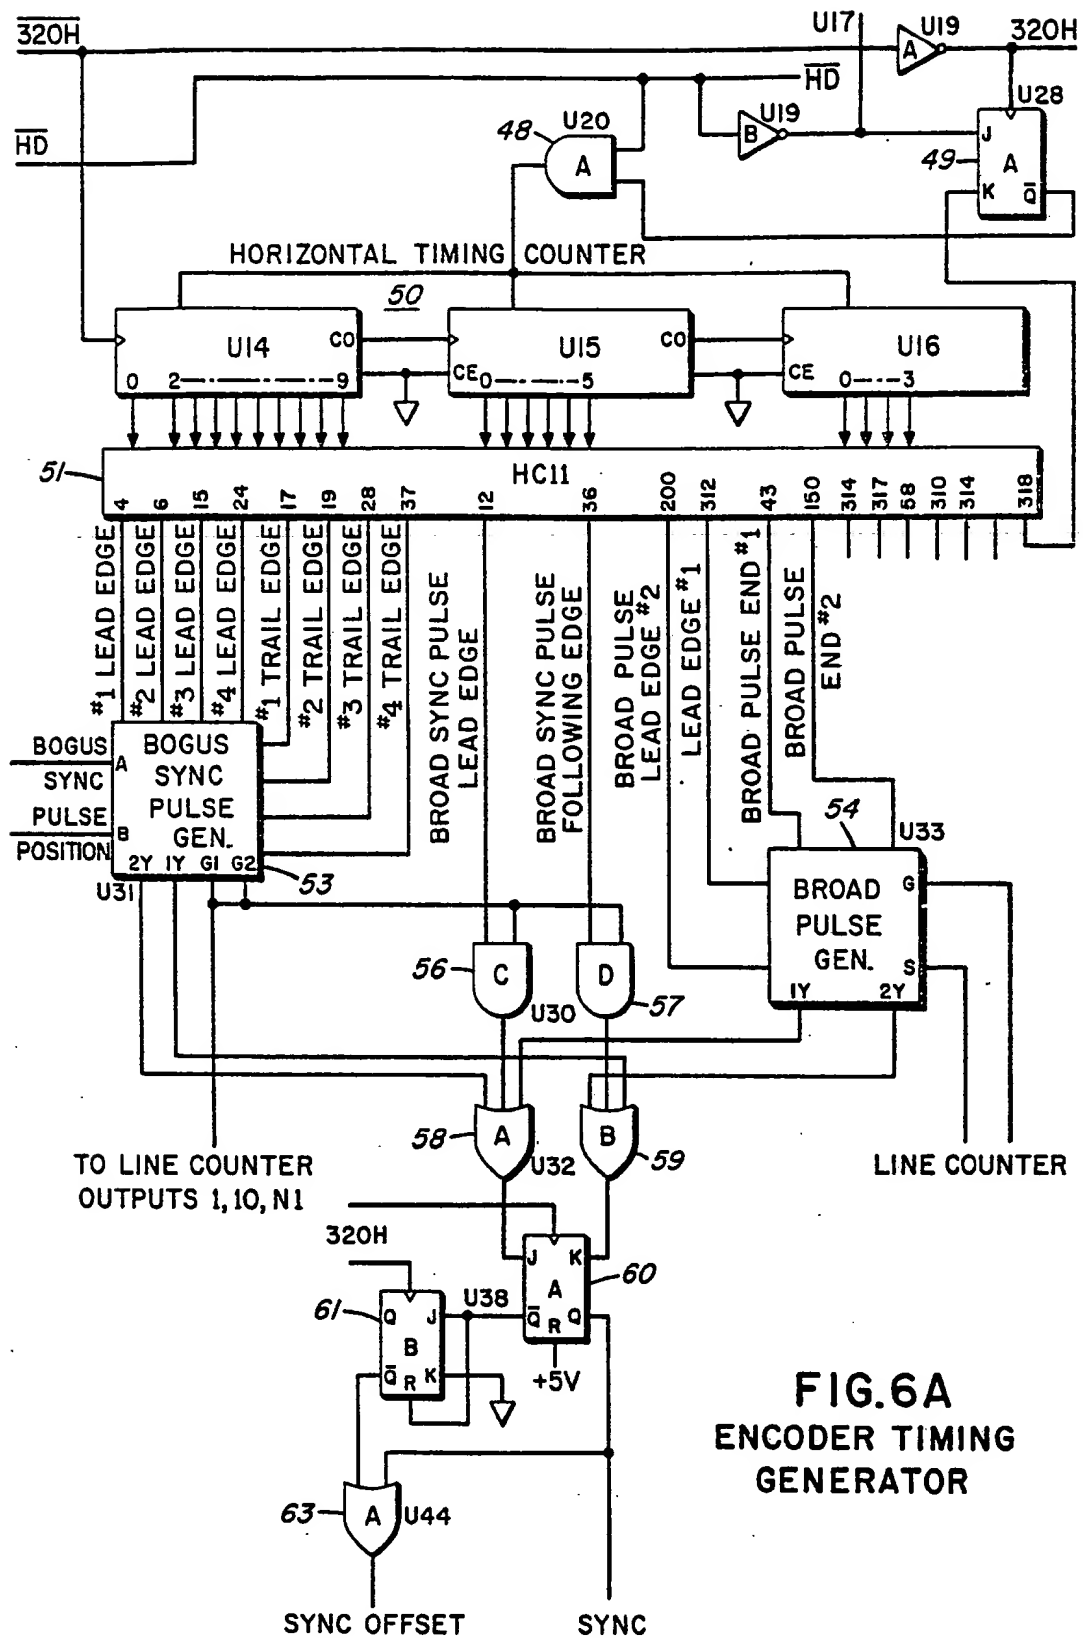 320H
U17
U19
A
320H
HD
HD
U20
48
A
U19
B
U28
J
49
A
K
Q
HORIZONTAL TIMING COUNTER
50
U14
CO
0 2 9
U15
CO
CE 0 5
U16
CE 0 3
51
HC11
4 6 15 24 17 19 28 37 12 36 200 312 43 150 314 317 58 310 314 318
#1 LEAD EDGE
#2 LEAD EDGE
#3 LEAD EDGE
#4 LEAD EDGE
#1 TRAIL EDGE
#2 TRAIL EDGE
#3 TRAIL EDGE
#4 TRAIL EDGE
BROAD SYNC PULSE
LEAD EDGE
BROAD SYNC PULSE
FOLLOWING EDGE
BROAD PULSE
LEAD EDGE #2
LEAD EDGE #1
BROAD PULSE END #1
BROAD PULSE
END #2
BOGUS
SYNC
PULSE
POSITION
A
B
BOGUS
SYNC
PULSE
GEN.
2Y 1Y G1 G2
U31
53
54
U33
BROAD
PULSE
GEN.
G
S
1Y 2Y
56
C
U30
D
57
58
A
U32
B
59
TO LINE COUNTER
OUTPUTS 1, 10, N1
LINE COUNTER
320H
J K
A
Q R Q
60
+5V
61
Q J
B
Q R K
U38
63
A
U44
SYNC OFFSET
SYNC
FIG.6A
ENCODER TIMING
GENERATOR